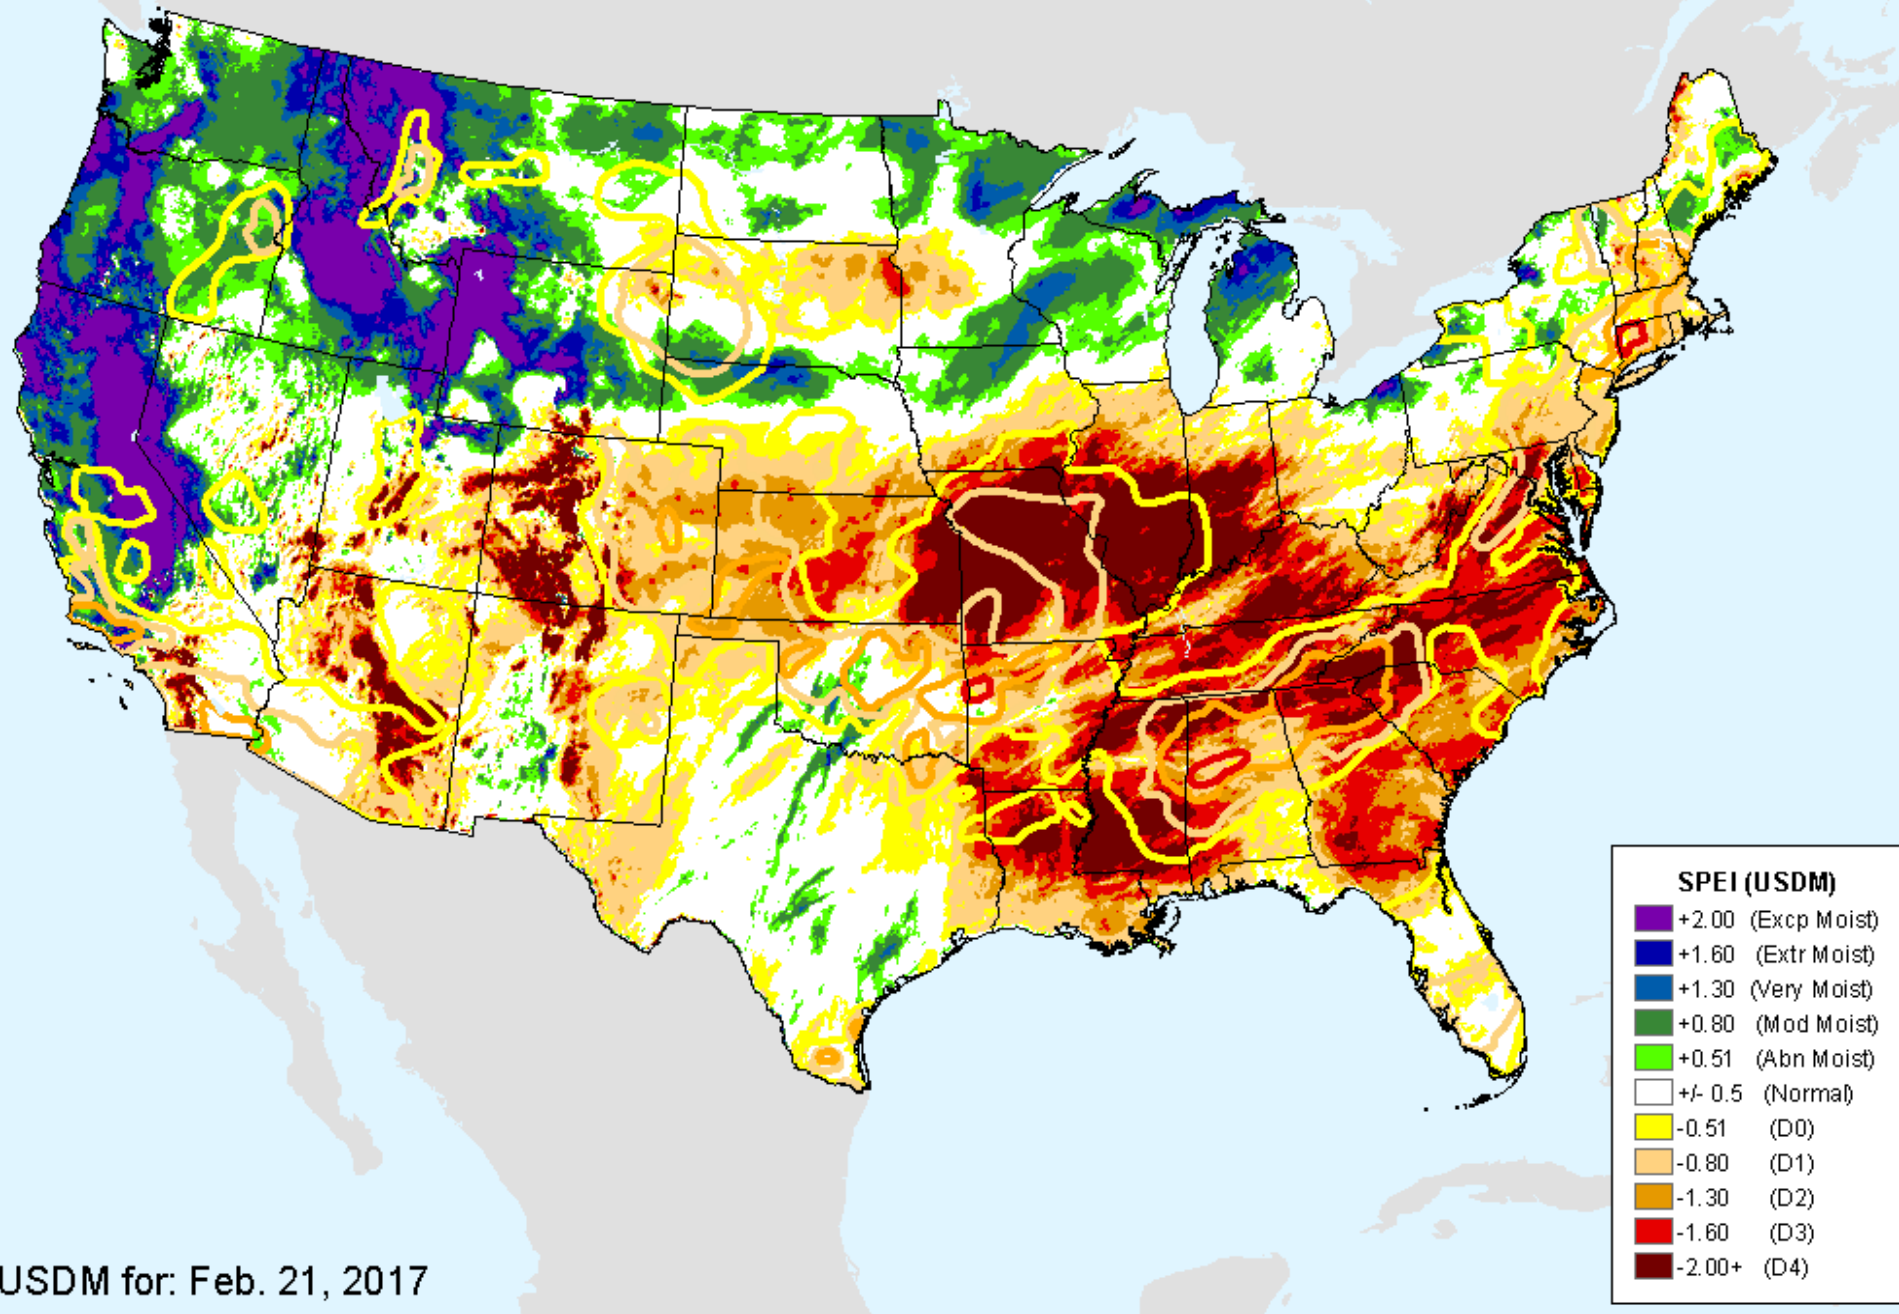 SPEI (USDM)
+2.00 (Excp Moist)
+1.60 (Extr Moist)
+1.30 (Very Moist)
+0.80 (Mod Moist)
+0.51 (Abn Moist)
+/- 0.5 (Normal)
-0.51 (D0)
-0.80 (D1)
-1.30 (D2)
-1.60 (D3)
-2.00+ (D4)
USDM for: Feb. 21, 2017